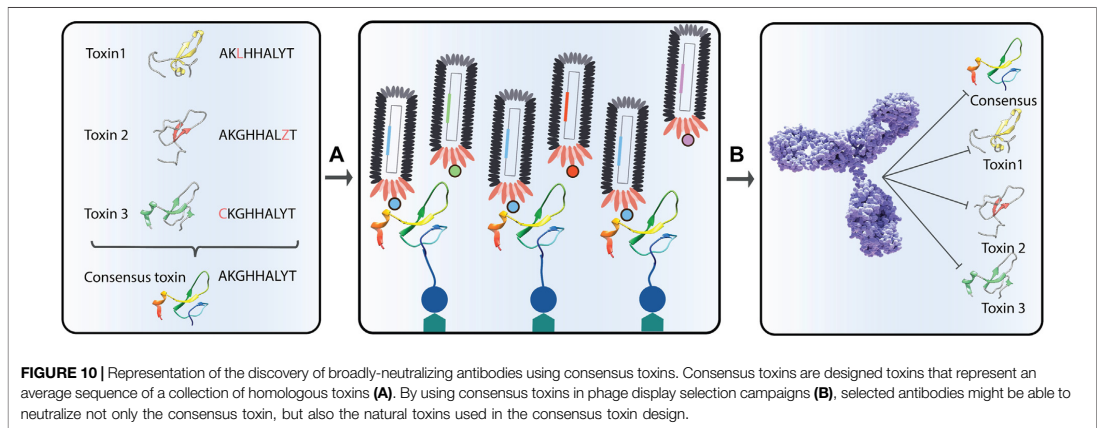 Toxin1 AKLHHALYT
Toxin 2 AKGHHALZT
Toxin 3 CKGHHALYT
Consensus toxin AKGHHALYT
A
B
Consensus
Toxin1
Toxin 2
Toxin 3
FIGURE 10 | Representation of the discovery of broadly-neutralizing antibodies using consensus toxins. Consensus toxins are designed toxins that represent an
average sequence of a collection of homologous toxins (A). By using consensus toxins in phage display selection campaigns (B), selected antibodies might be able to
neutralize not only the consensus toxin, but also the natural toxins used in the consensus toxin design.